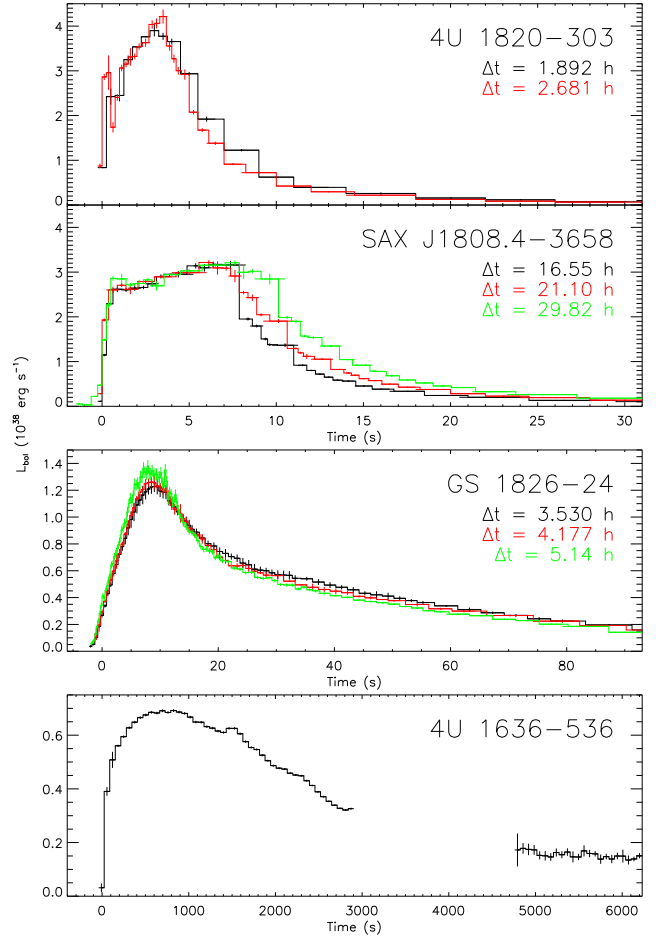 4U 1820-303
Δt = 1.892 h
Δt = 2.681 h
4
3
2
1
0
SAX J1808.4-3658
Δt = 16.55 h
Δt = 21.10 h
Δt = 29.82 h
4
3
2
1
0
0 5 10 15 20 25 30
Time (s)
L_bol (10^38 erg s^-1)
GS 1826-24
Δt = 3.530 h
Δt = 4.177 h
Δt = 5.14 h
1.4
1.2
1.0
0.8
0.6
0.4
0.2
0.0
0 20 40 60 80
Time (s)
4U 1636-536
0.6
0.4
0.2
0.0
0 1000 2000 3000 4000 5000 6000
Time (s)